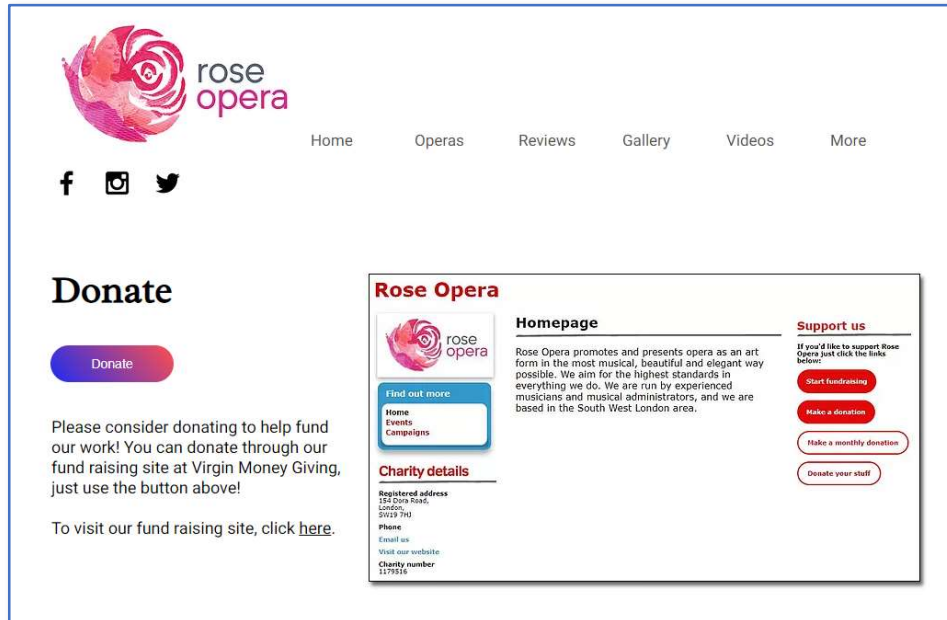 rose
opera
Home Operas Reviews Gallery Videos More
Donate
Donate
Please consider donating to help fund
our work! You can donate through our
fund raising site at Virgin Money Giving,
just use the button above!
To visit our fund raising site, click here.
Rose Opera
rose
opera
Find out more
Home
Events
Campaigns
Charity details
Registered address
154 Dora Road,
London,
SW19 7HJ
Phone
Email us
Visit our website
Charity number
1179516
Homepage
Rose Opera promotes and presents opera as an art
form in the most musical, beautiful and elegant way
possible. We aim for the highest standards in
everything we do. We are run by experienced
musicians and musical administrators, and we are
based in the South West London area.
Support us
If you'd like to support Rose
Opera just click the links
below:
Start fundraising
Make a donation
Make a monthly donation
Donate your stuff